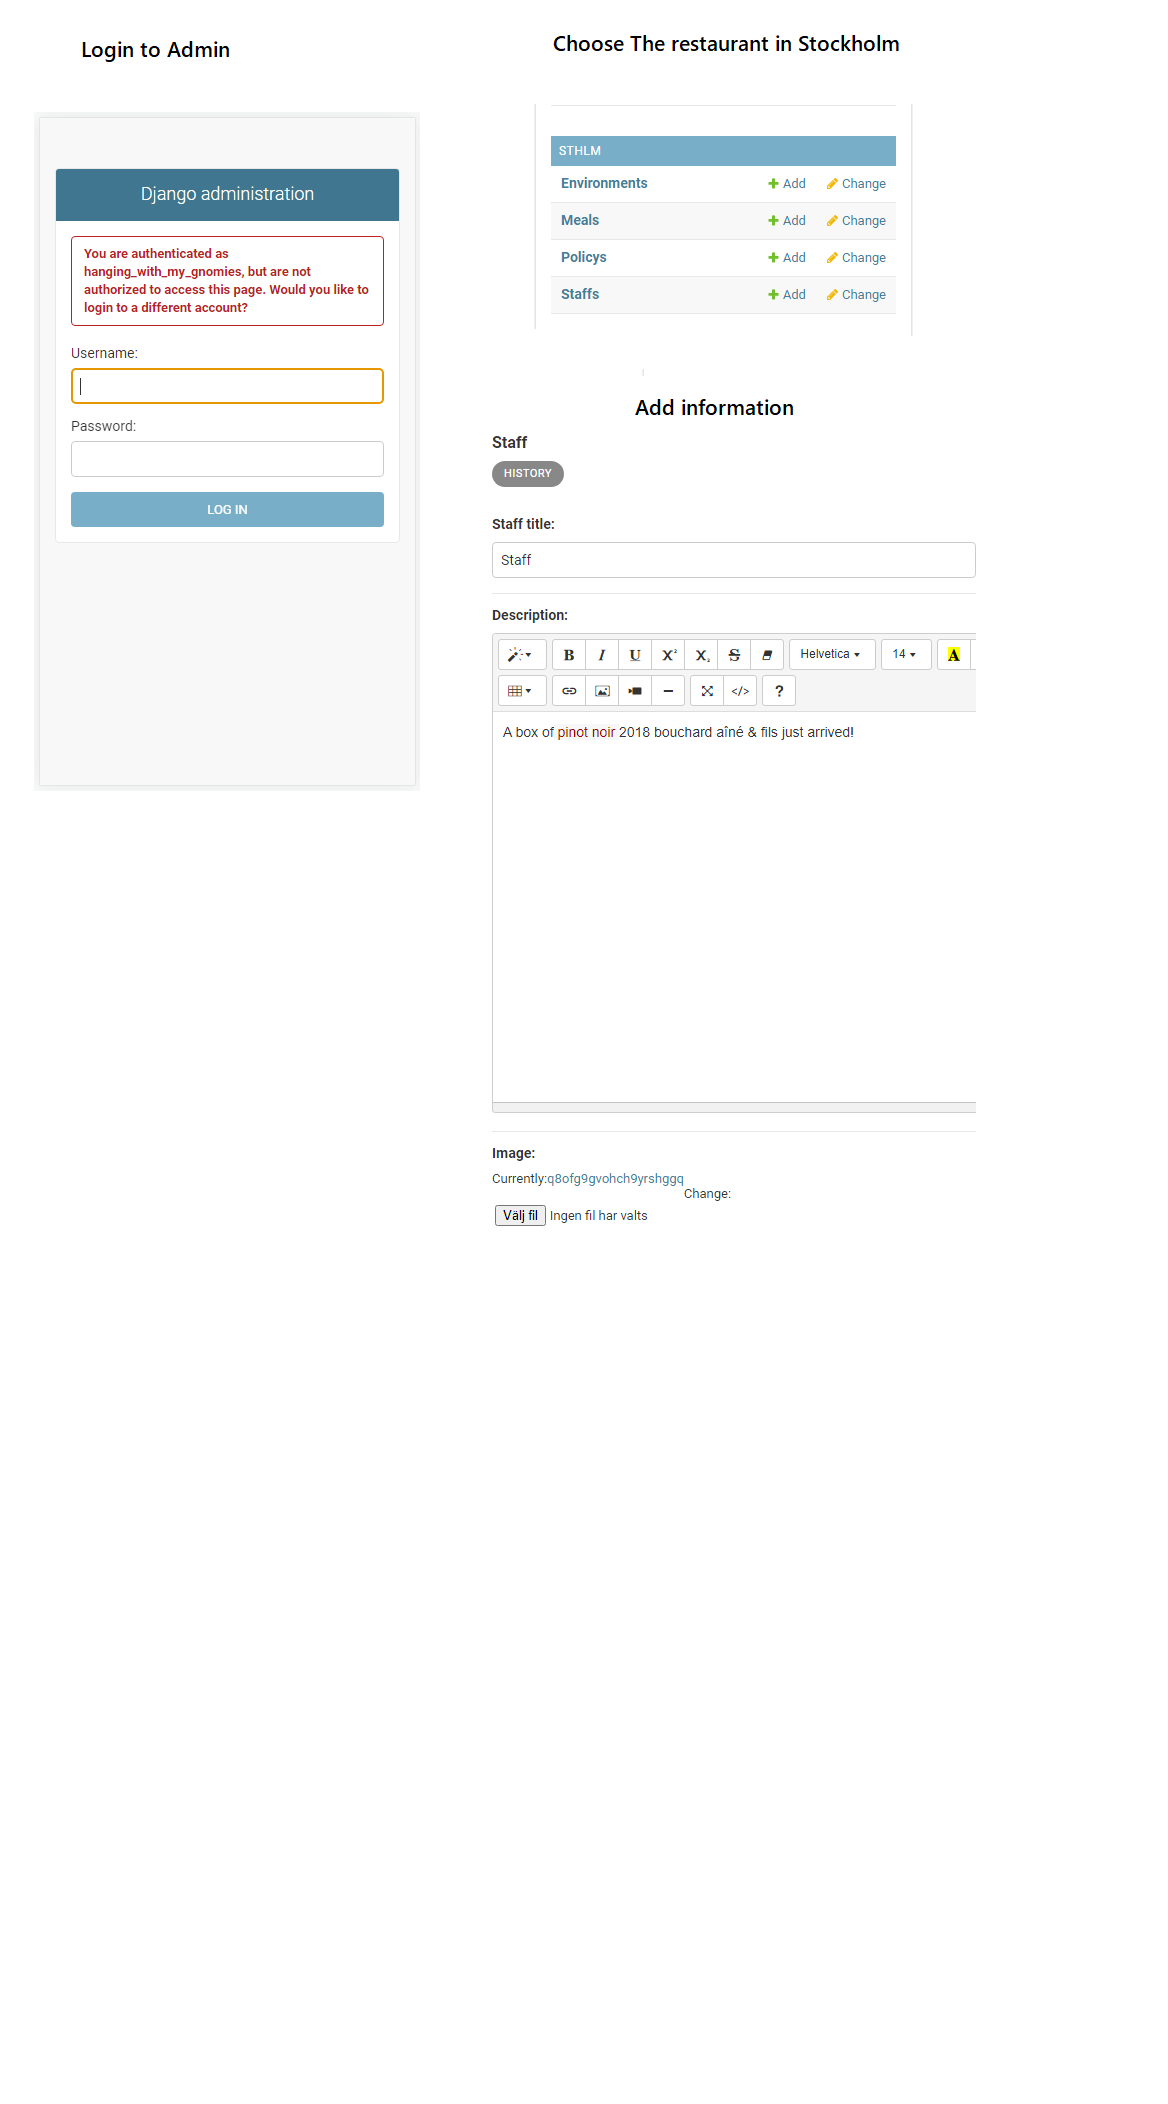 Login to Admin
Django administration
You are authenticated as
hanging_with_my_gnomies, but are not
authorized to access this page. Would you like to
login to a different account?
Username:
Password:
LOG IN
Choose The restaurant in Stockholm
STHLM
Environments Add Change
Meals Add Change
Policys Add Change
Staffs Add Change
Add information
Staff
HISTORY
Staff title:
Staff
Description:
B I U X² X₂ S Helvetica 14 A
</> ?
A box of pinot noir 2018 bouchard aîné & fils just arrived!
Image:
Currently:q8ofg9gvohch9yrshggq
Change:
Välj fil Ingen fil har valts